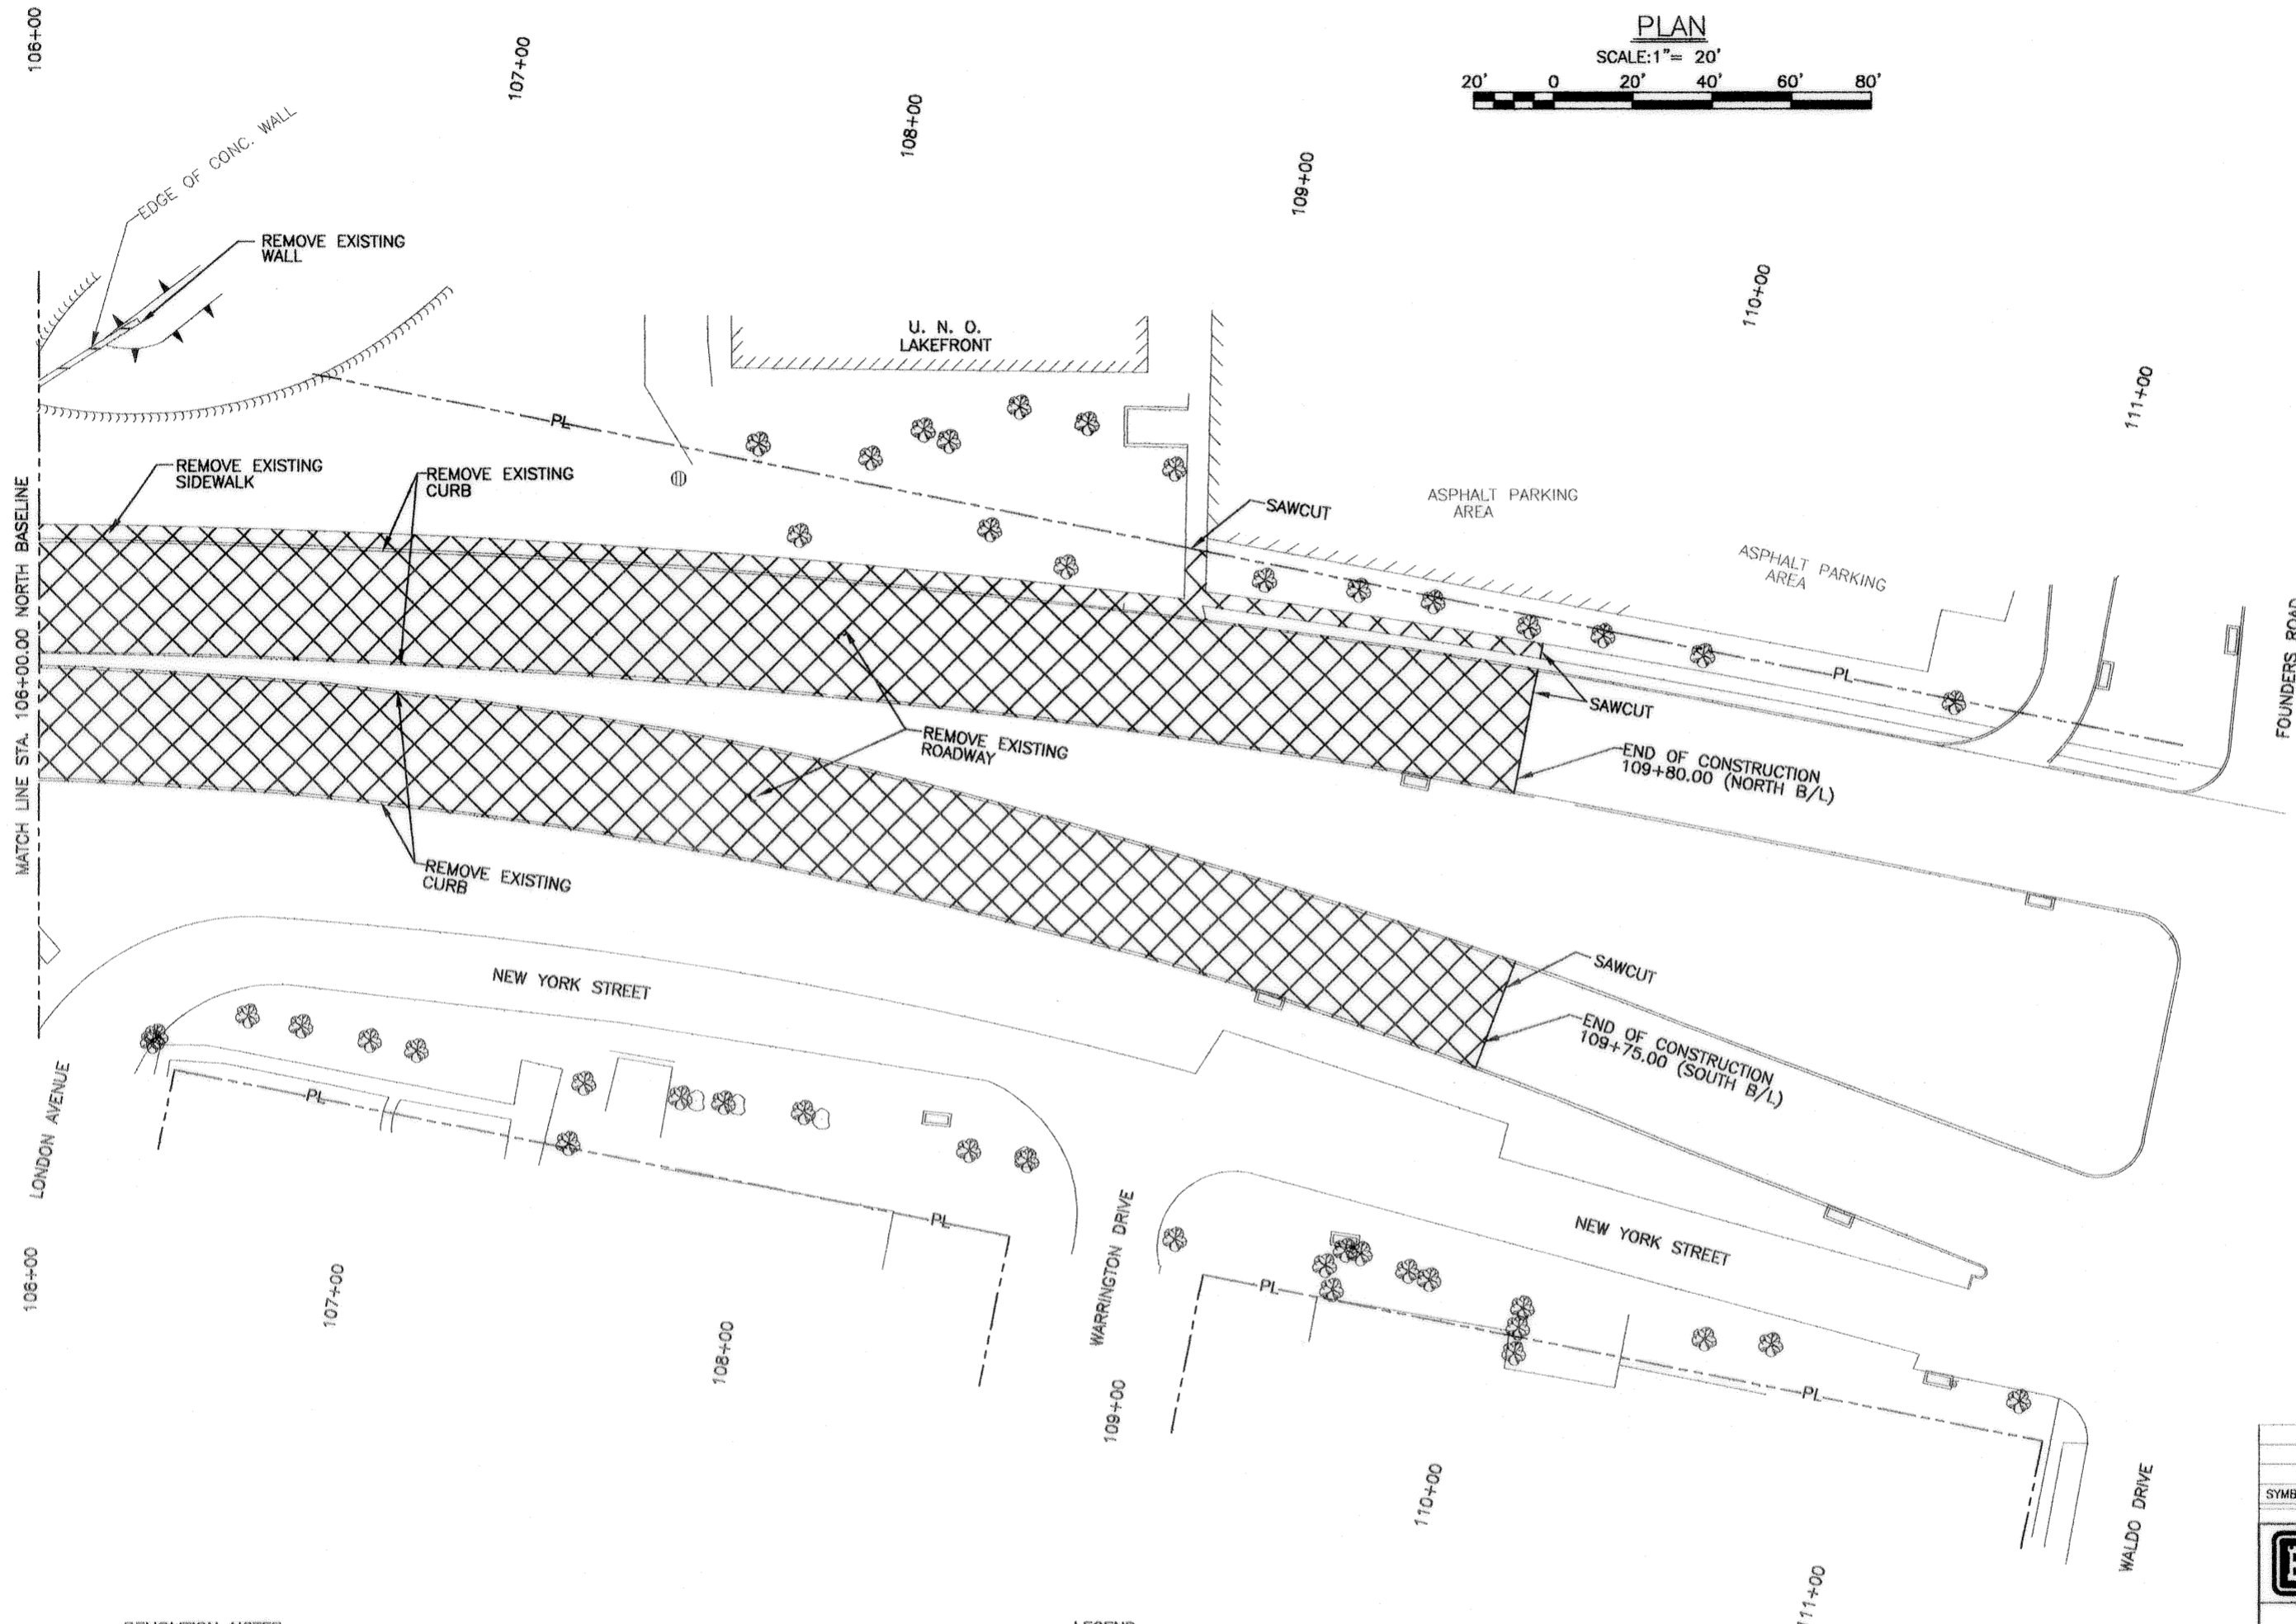 PLAN
SCALE:1"= 20'
20' 0 20' 40' 60' 80'
106+00
107+00
108+00
109+00
110+00
111+00
EDGE OF CONC. WALL
REMOVE EXISTING
WALL
U. N. O.
LAKEFRONT
PL
REMOVE EXISTING
SIDEWALK
REMOVE EXISTING
CURB
SAWCUT
ASPHALT PARKING
AREA
ASPHALT PARKING
AREA
MATCH LINE STA. 106+00.00 NORTH BASELINE
PL
SAWCUT
FOUNDERS ROAD
REMOVE EXISTING
ROADWAY
END OF CONSTRUCTION
109+80.00 (NORTH B/L)
REMOVE EXISTING
CURB
SAWCUT
NEW YORK STREET
END OF CONSTRUCTION
109+75.00 (SOUTH B/L)
LONDON AVENUE
PL
PL
WARRINGTON DRIVE
NEW YORK STREET
PL
PL
106+00
107+00
108+00
109+00
110+00
111+00
WALDO DRIVE
SYMB
DEMOLITION NOTES
LEGEND